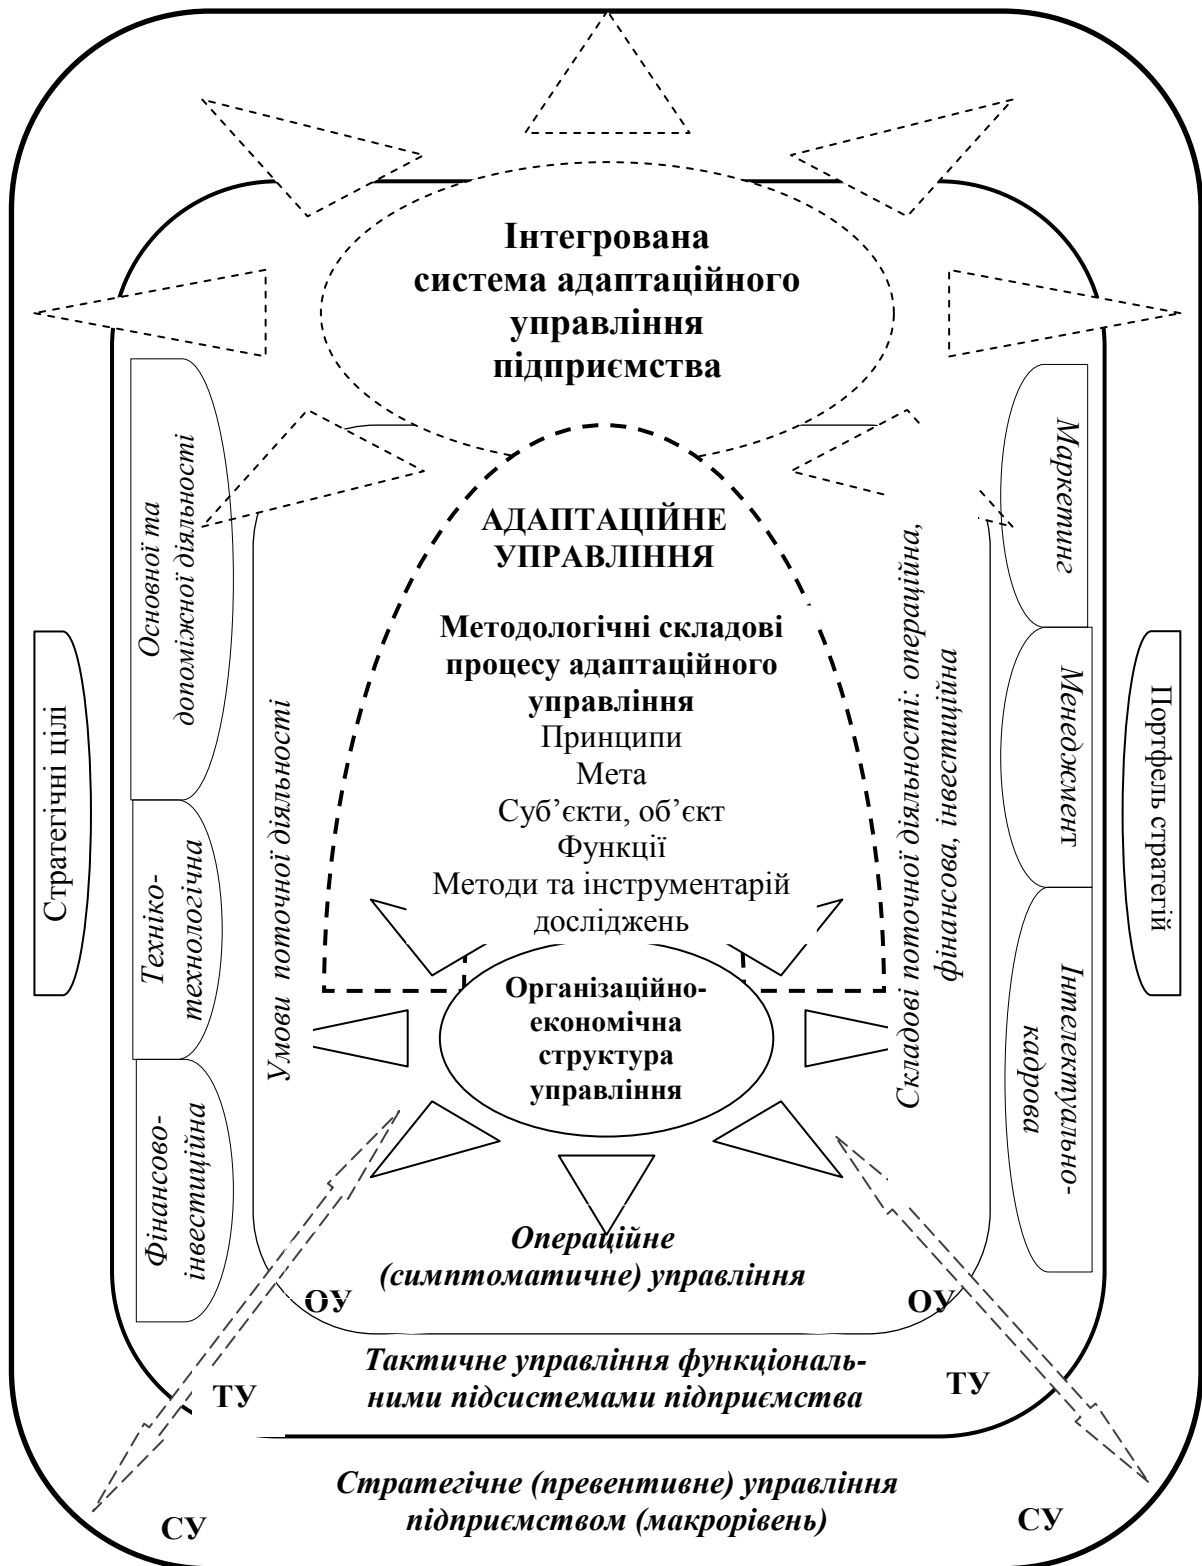 Інтегрована
система адаптаційного
управління
підприємства
АДАПТАЦІЙНЕ
УПРАВЛІННЯ
Методологічні складові
процесу адаптаційного
управління
Принципи
Мета
Суб’єкти, об’єкт
Функції
Методи та інструментарій
досліджень
Організаційно-
економічна
структура
управління
Стратегічні цілі
Основної та
допоміжної діяльності
Техніко-
технологічна
Фінансово-
інвестиційна
Умови поточної діяльності
Складові поточної діяльності: операційна,
фінансова, інвестиційна
Маркетинг
Менеджмент
Інтелектуально-
кадрова
Портфель стратегій
Операційне
(симптоматичне) управління
ОУ
ОУ
Тактичне управління функціональ-
ними підсистемами підприємства
ТУ
ТУ
Стратегічне (превентивне) управління
підприємством (макрорівень)
СУ
СУ